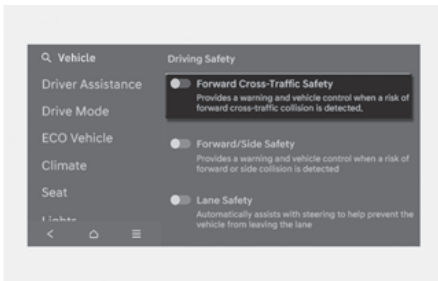 Vehicle
Driver Assistance
Drive Mode
ECO Vehicle
Climate
Seat
Lights
Driving Safety
Forward Cross-Traffic Safety
Provides a warning and vehicle control when a risk of
forward cross-traffic collision is detected.
Forward/Side Safety
Provides a warning and vehicle control when a risk of
forward or side collision is detected
Lane Safety
Automatically assists with steering to help prevent the
vehicle from leaving the lane